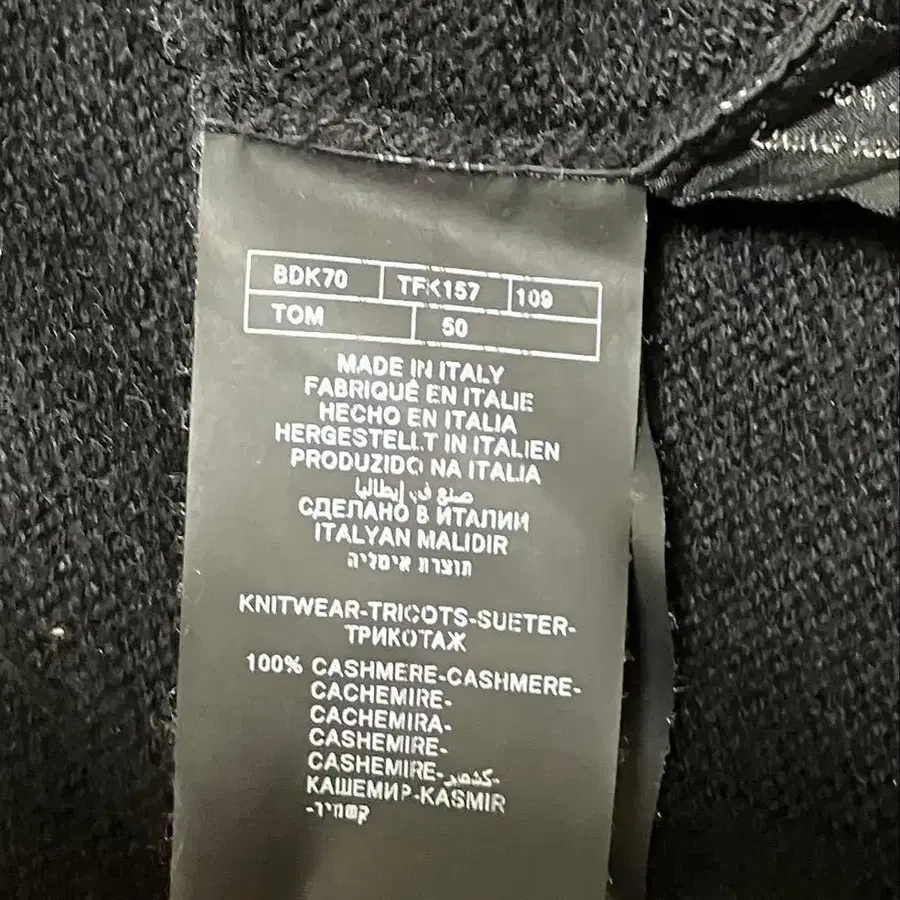 BDK70 TFK157 109
TOM 50
MADE IN ITALY
FABRIQUÉ EN ITALIE
HECHO EN ITALIA
HERGESTELLT IN ITALIEN
PRODUZIDO NA ITALIA
صنع في إيطاليا
СДЕЛАНО В ИТАЛИИ
ITALYAN MALIDIR
תוצרת איטליה
KNITWEAR-TRICOTS-SUETER-
ТРИКОТАЖ
100% CASHMERE-CASHMERE-
CACHEMIRE-
CACHEMIRA-
CASHEMIRE-
CASHEMIRE-كشمير-
КАШЕМИР-KASMIR
-קשמיר